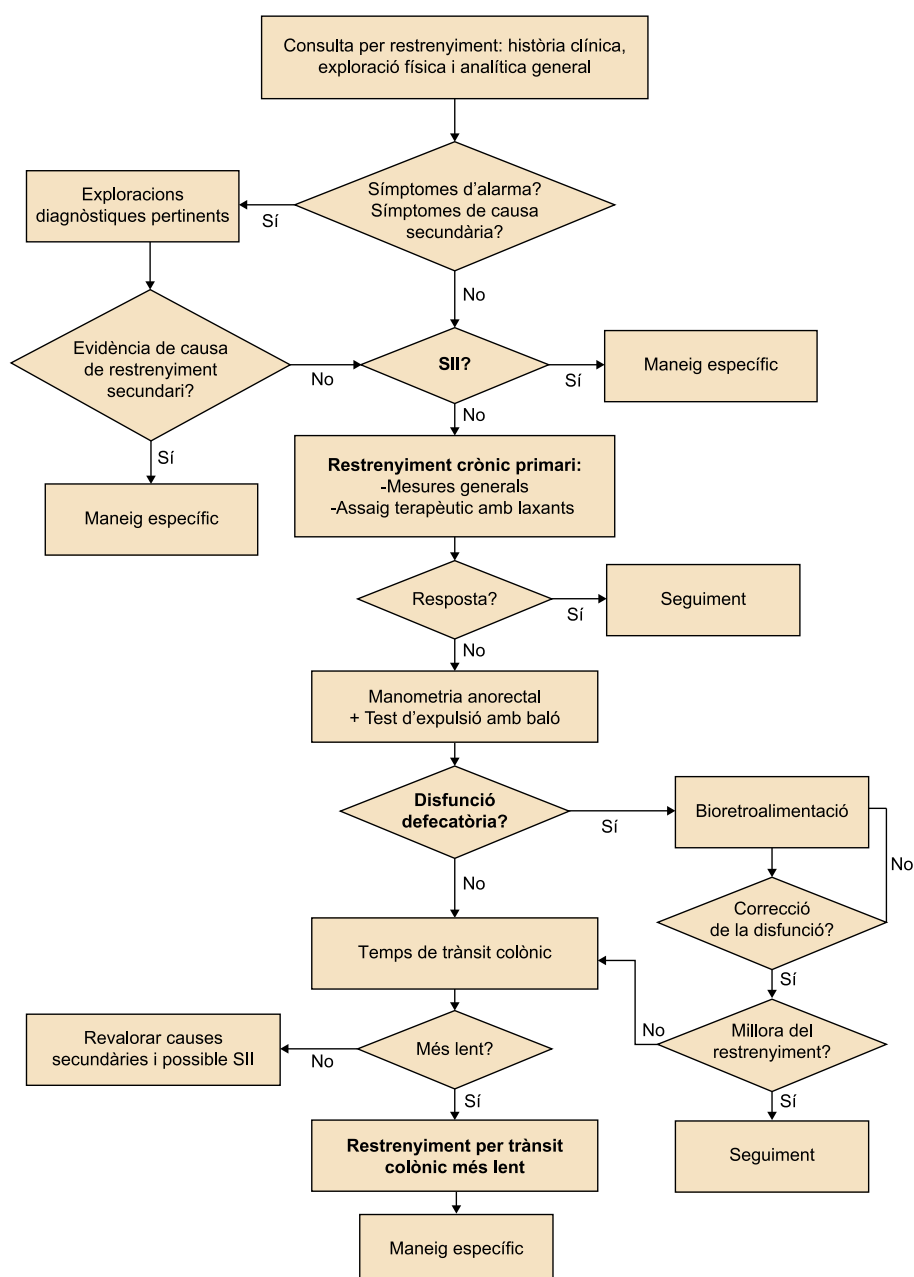 Consulta per restrenyiment: història clínica,
exploració física i analítica general
Símptomes d'alarma?
Símptomes de causa
secundària?
Sí
Exploracions
diagnòstiques pertinents
No
Evidència de causa
de restrenyiment
secundari?
No
SII?
Sí
Maneig específic
Sí
Maneig específic
No
Restrenyiment crònic primari:
-Mesures generals
-Assaig terapèutic amb laxants
Resposta?
Sí
Seguiment
No
Manometria anorectal
+ Test d'expulsió amb baló
Disfunció
defecatòria?
Sí
Bioretroalimentació
No
No
Correcció
de la disfunció?
Temps de trànsit colònic
Sí
Millora del
restrenyiment?
No
Més lent?
No
Revalorar causes
secundàries i possible SII
Sí
Sí
Restrenyiment per trànsit
colònic més lent
Seguiment
Maneig específic